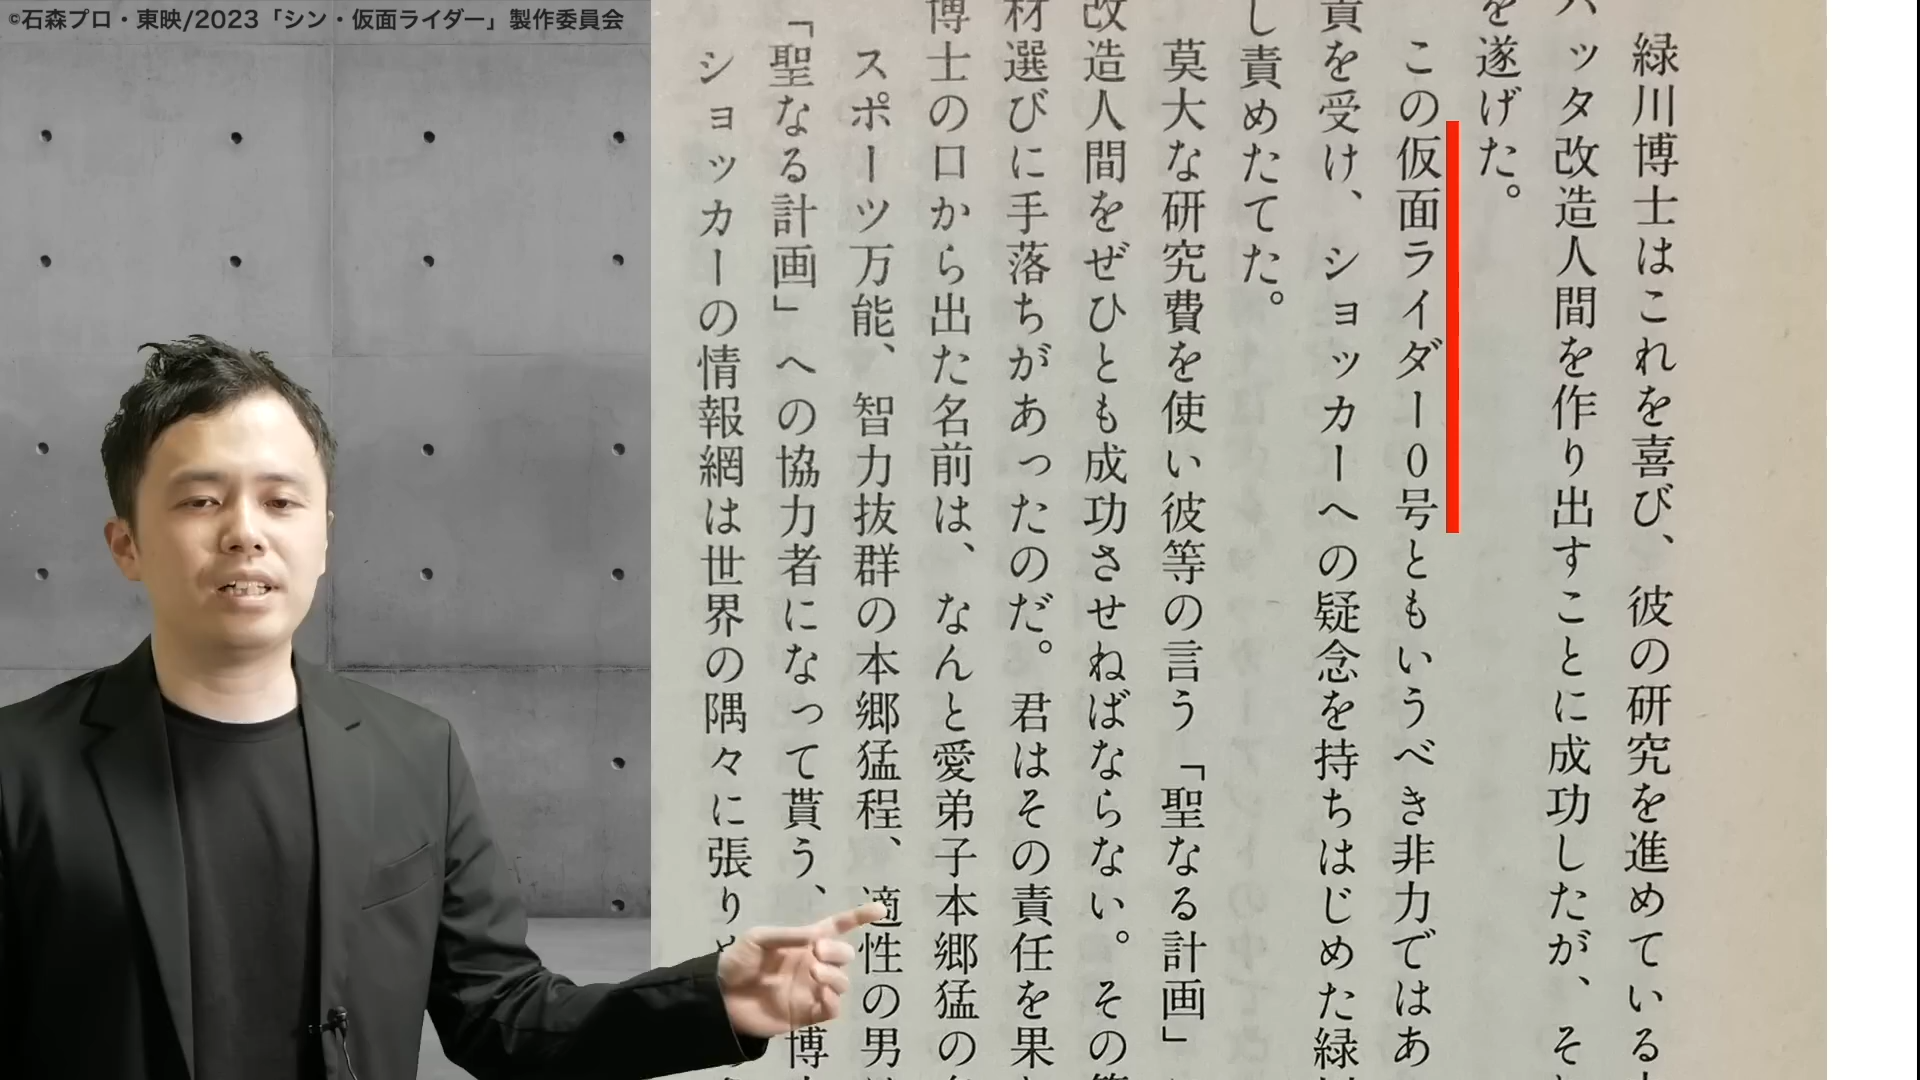 ©石森プロ・東映/2023「シン・仮面ライダー」製作委員会
緑川博士はこれを喜び、彼の研究を進めている
バッタ改造人間を作り出すことに成功したが、そ
を遂げた。
この仮面ライダー0号ともいうべき非力ではあ
責を受け、ショッカーへの疑念を持ちはじめた緑
し責めたてた。
莫大な研究費を使い彼等の言う「聖なる計画」
改造人間をぜひとも成功させねばならない。その
材選びに手落ちがあったのだ。君はその責任を果
博士の口から出た名前は、なんと愛弟子本郷猛の
スポーツ万能、智力抜群の本郷猛程、適性の男
「聖なる計画」への協力者になって貰う、博
ショッカーの情報網は世界の隅々に張り